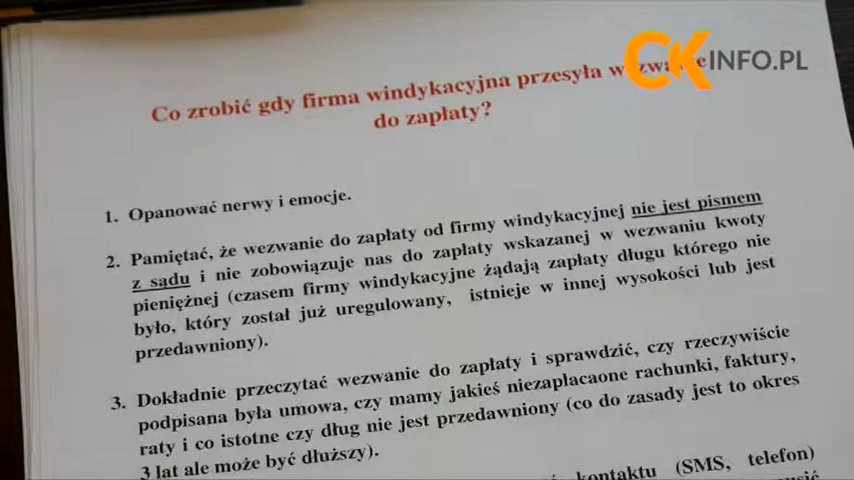 CK INFO.PL
Co zrobić gdy firma windykacyjna przesyła
do zapłaty?
1. Opanować nerwy i emocje.
2. Pamiętać, że wezwanie do zapłaty od firmy windykacyjnej nie jest pismem
z sądu i nie zobowiązuje nas do zapłaty wskazanej w wezwaniu kwoty
pieniężnej (czasem firmy windykacyjne żądają zapłaty długu którego nie
było, który został już uregulowany, istnieje w innej wysokości lub jest
przedawniony).
3. Dokładnie przeczytać wezwanie do zapłaty i sprawdzić, czy rzeczywiście
podpisana była umowa, czy mamy jakieś niezapłacaone rachunki, faktury,
raty i co istotne czy dług nie jest przedawniony (co do zasady jest to okres
3 lat ale może być dłuższy).
kontaktu (SMS, telefon)